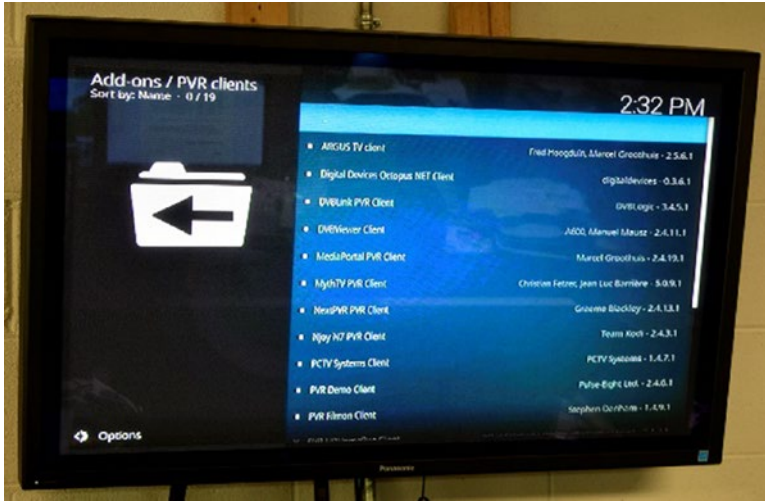 Add-ons / PVR clients
Sort by: Name · 0 / 19
2:32 PM
ARGUS TV client Fred Hoogduin, Marcel Groothuis - 2.5.6.1
Digital Devices Octopus NET Client digitaldevices - 0.3.6.1
DVBLink PVR Client DVBLogic - 3.4.5.1
DVBViewer Client A600, Manuel Mausz - 2.4.11.1
MediaPortal PVR Client Marcel Groothuis - 2.4.19.1
MythTV PVR Client Christian Fetzer, Jean Luc Barrière - 5.0.9.1
NextPVR PVR Client Graeme Blackley - 2.4.13.1
Njoy N7 PVR Client Team Kodi - 2.4.3.1
PCTV Systems Client PCTV Systems - 1.4.7.1
PVR Demo Client Pulse-Eight Ltd. - 2.4.0.1
PVR Filmon Client Stephen Denham - 1.4.9.1
Options
Panasonic